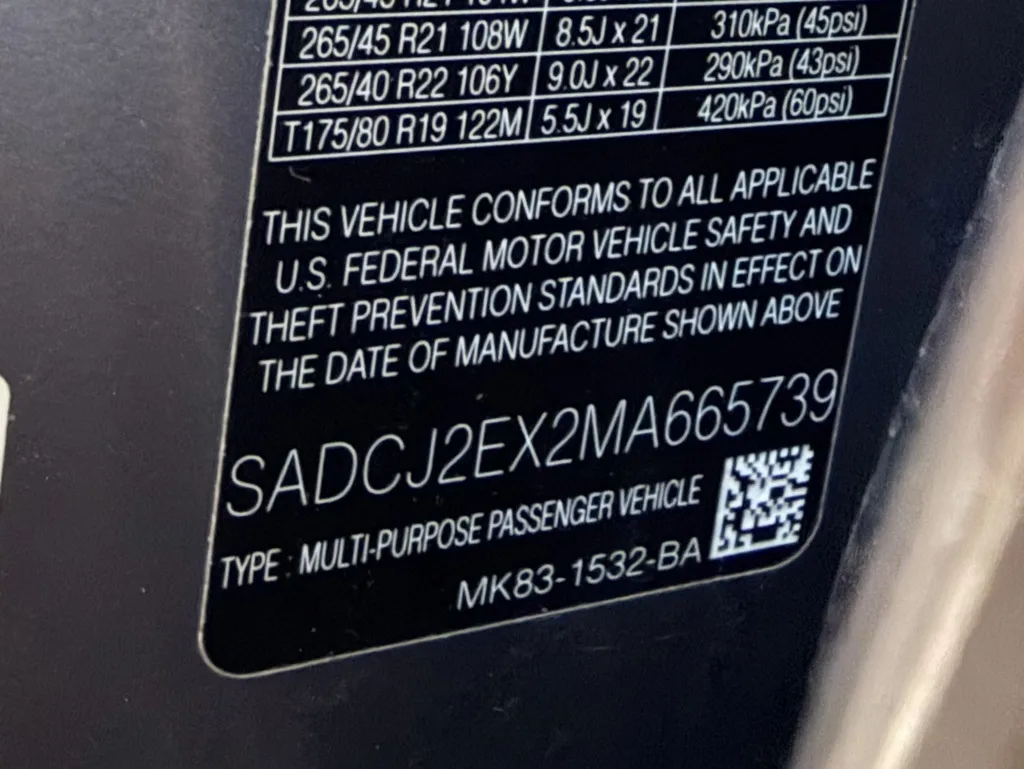 265/45 R21 108W 8.5J x 21 310kPa (45psi)
265/40 R22 106Y 9.0J x 22 290kPa (43psi)
T175/80 R19 122M 5.5J x 19 420kPa (60psi)
THIS VEHICLE CONFORMS TO ALL APPLICABLE
U.S. FEDERAL MOTOR VEHICLE SAFETY AND
THEFT PREVENTION STANDARDS IN EFFECT ON
THE DATE OF MANUFACTURE SHOWN ABOVE
SADCJ2EX2MA665739
TYPE : MULTI-PURPOSE PASSENGER VEHICLE
MK83-1532-BA